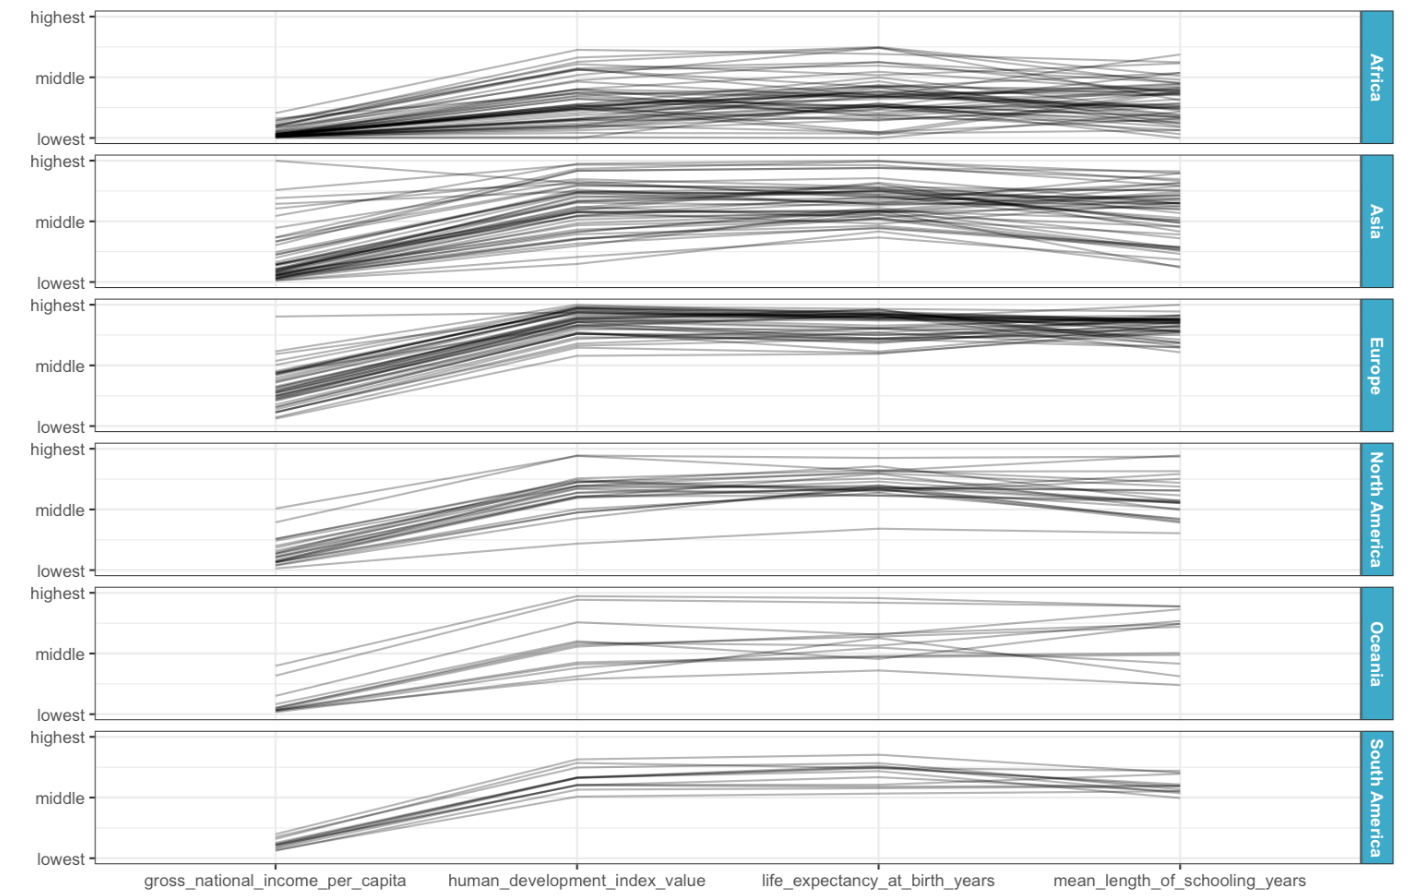 highest
middle
lowest
Africa
highest
middle
lowest
Asia
highest
middle
lowest
Europe
highest
middle
lowest
North America
highest
middle
lowest
Oceania
highest
middle
lowest
South America
gross_national_income_per_capita human_development_index_value life_expectancy_at_birth_years mean_length_of_schooling_years